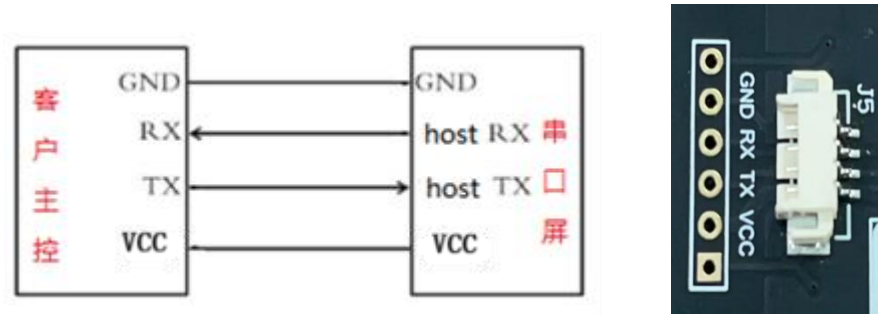 客户主控
GND
RX
TX
VCC
GND
host RX
host TX
VCC
串口屏
GND RX TX VCC
J5